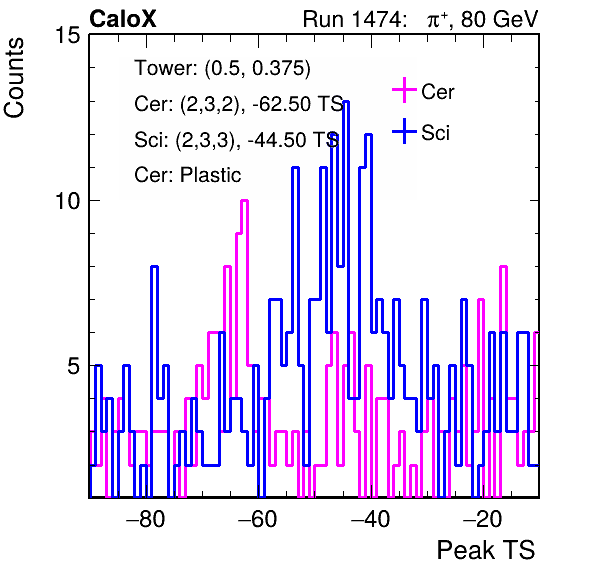 CaloX Run 1474: π+, 80 GeV
Counts
15
10
5
Tower: (0.5, 0.375)
Cer: (2,3,2), -62.50 TS
Sci: (2,3,3), -44.50 TS
Cer: Plastic
Cer
Sci
−80 −60 −40 −20
Peak TS